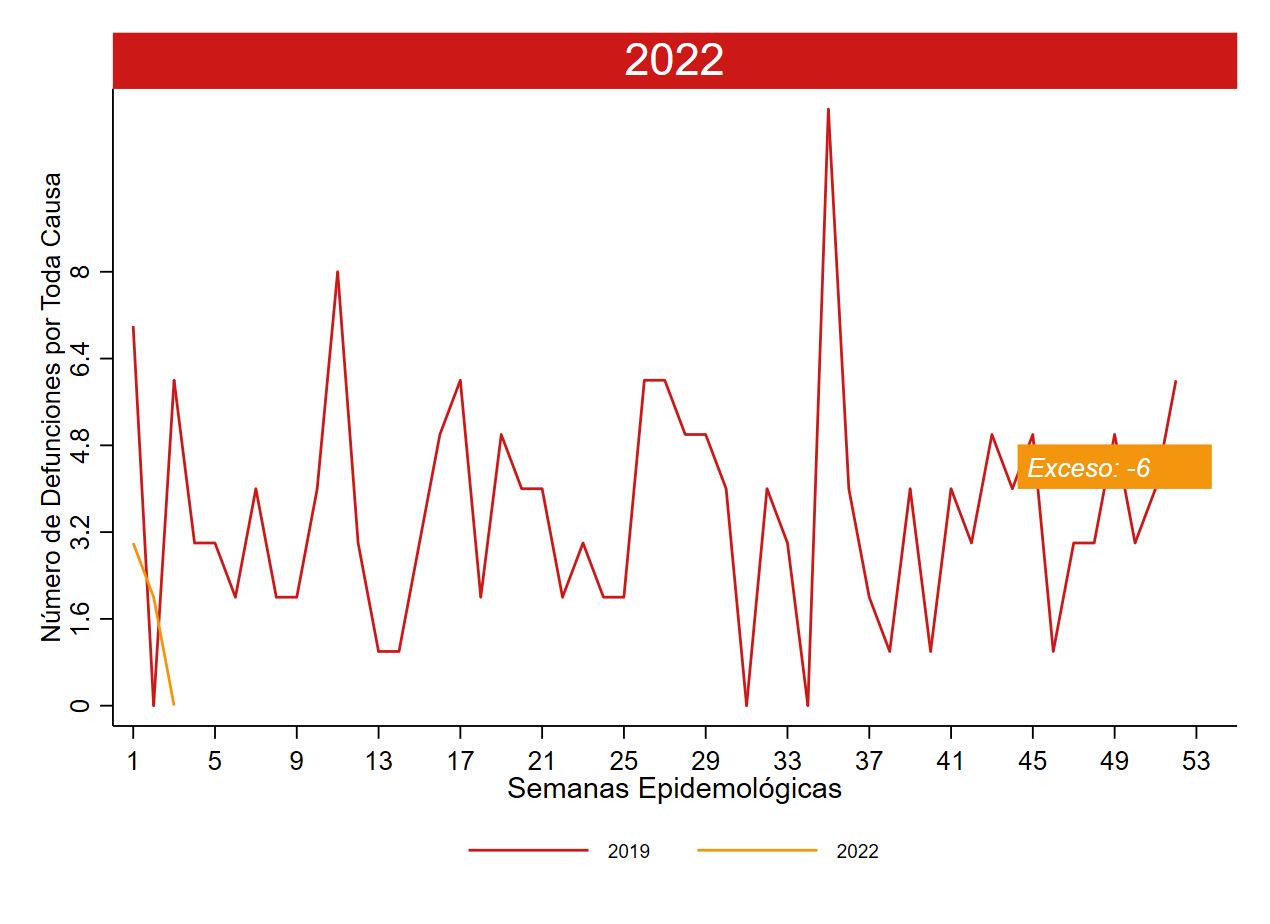 2022
Número de Defunciones por Toda Causa
8
6.4
4.8
3.2
1.6
0
Exceso: -6
1 5 9 13 17 21 25 29 33 37 41 45 49 53
Semanas Epidemológicas
2019 2022